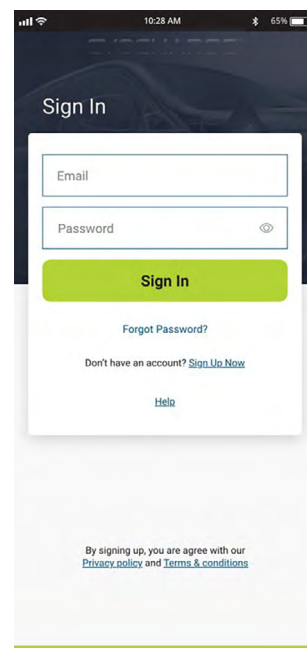 10:28 AM
65%
Sign In
Email
Password
Sign In
Forgot Password?
Don't have an account? Sign Up Now
Help
By signing up, you are agree with our
Privacy policy and Terms & conditions